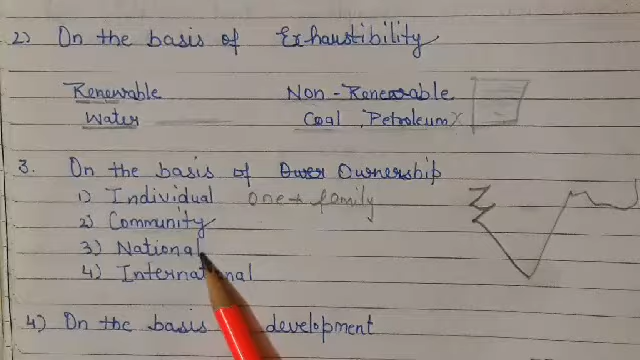 2) On the basis of Exhaustibility
Renewable Non-Renewable
Water Coal, Petroleum X
3. On the basis of Ower Ownership
1) Individual one → family
2) Community
3) National
4) International
4) On the basis development